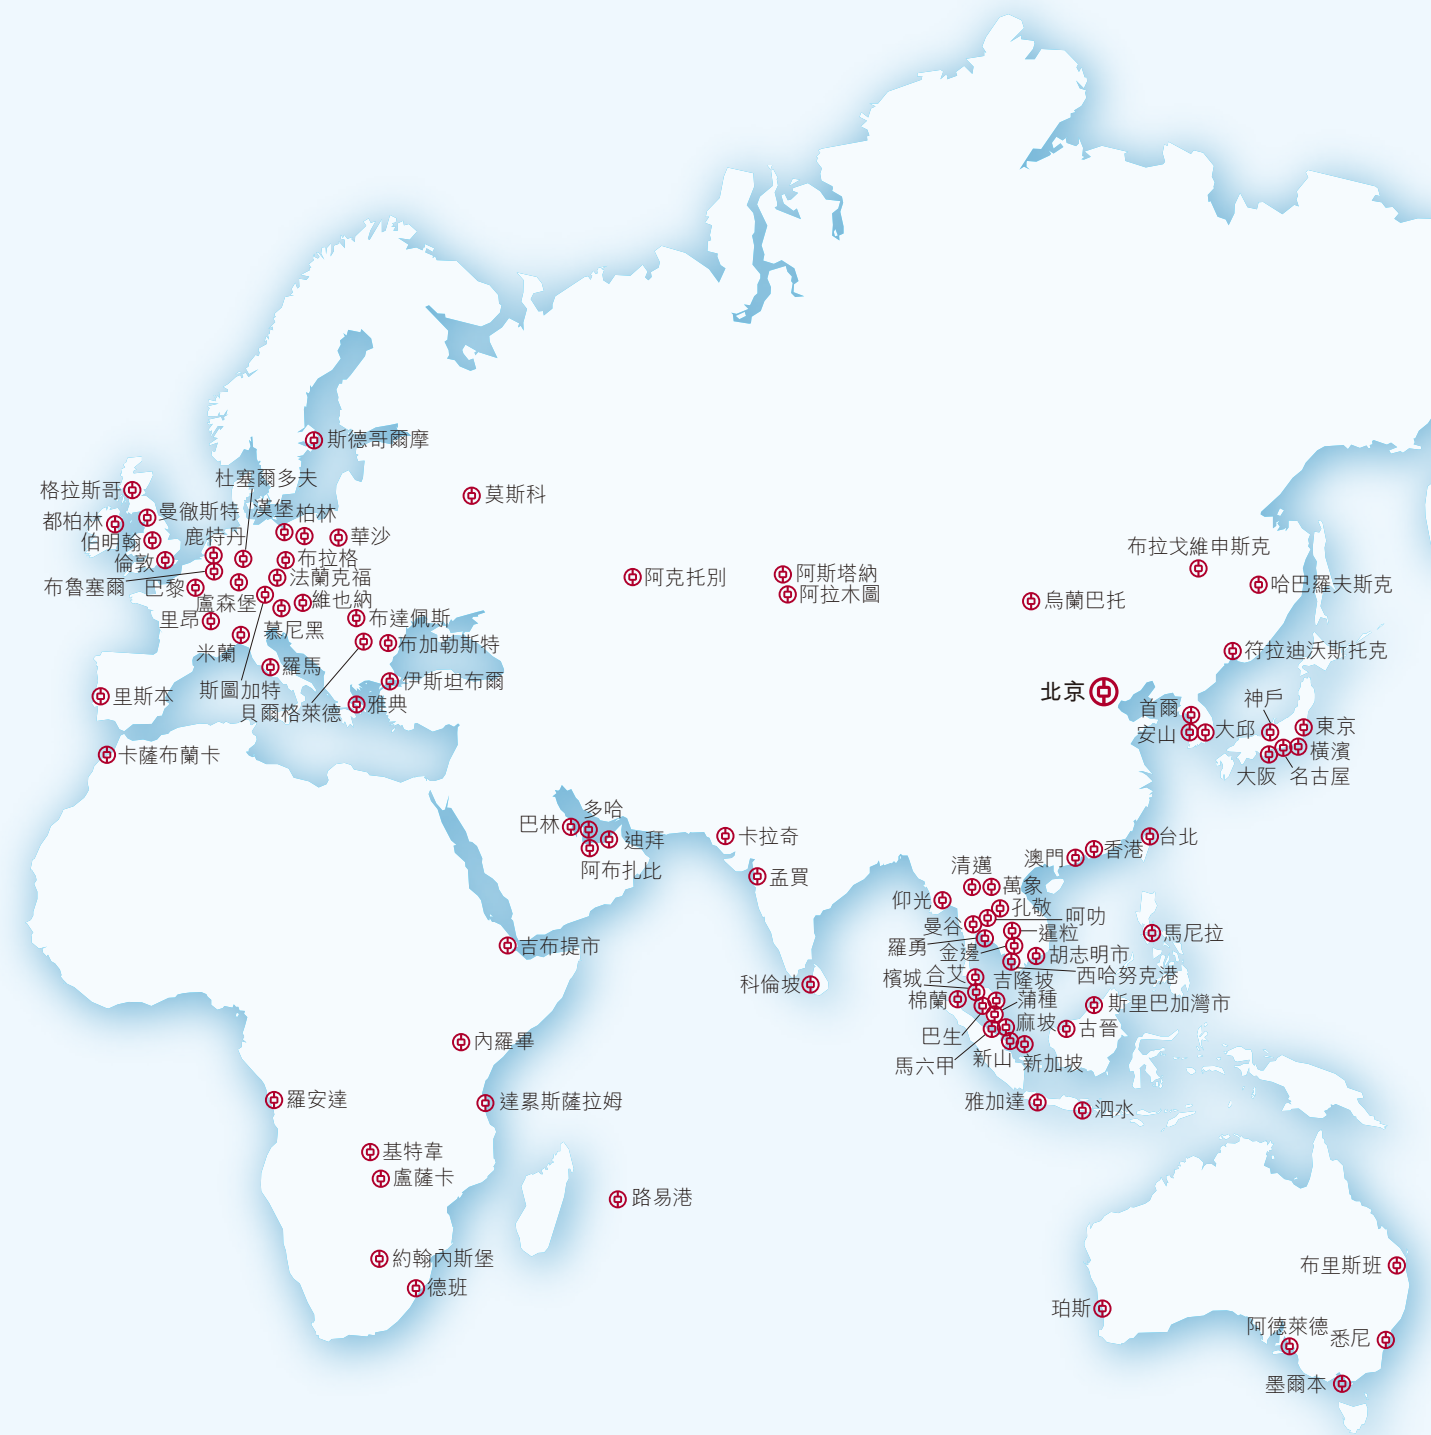 斯德哥爾摩
杜塞爾多夫
格拉斯哥
莫斯科
曼徹斯特
漢堡
柏林
都柏林
鹿特丹
華沙
伯明翰
倫敦
布拉格
布魯塞爾
巴黎
法蘭克福
盧森堡
維也納
里昂
慕尼黑
布達佩斯
米蘭
布加勒斯特
羅馬
伊斯坦布爾
斯圖加特
里斯本
貝爾格萊德
雅典
卡薩布蘭卡
阿克托別
阿斯塔納
阿拉木圖
烏蘭巴托
布拉戈維申斯克
哈巴羅夫斯克
符拉迪沃斯托克
北京
首爾
神戶
安山
大邱
東京
橫濱
大阪
名古屋
多哈
巴林
迪拜
阿布扎比
卡拉奇
孟買
台北
香港
澳門
清邁
萬象
仰光
孔敬
呵叻
曼谷
暹粒
羅勇
金邊
胡志明市
馬尼拉
吉布提市
科倫坡
檳城
合艾
吉隆坡
西哈努克港
棉蘭
蒲種
斯里巴加灣市
巴生
麻坡
古晉
馬六甲
新山
新加坡
內羅畢
羅安達
達累斯薩拉姆
雅加達
泗水
基特韋
盧薩卡
路易港
約翰內斯堡
德班
布里斯班
珀斯
阿德萊德
悉尼
墨爾本